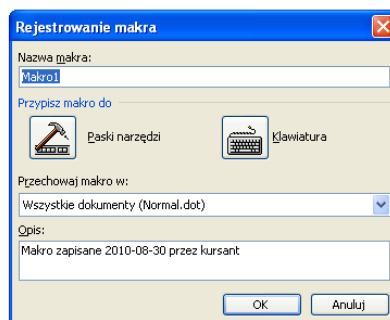 Rejestrowanie makra
Nazwa makra:
Makro1
Przypisz makro do
Paski narzędzi
Klawiatura
Przechowaj makro w:
Wszystkie dokumenty (Normal.dot)
Opis:
Makro zapisane 2010-08-30 przez kursant
OK Anuluj